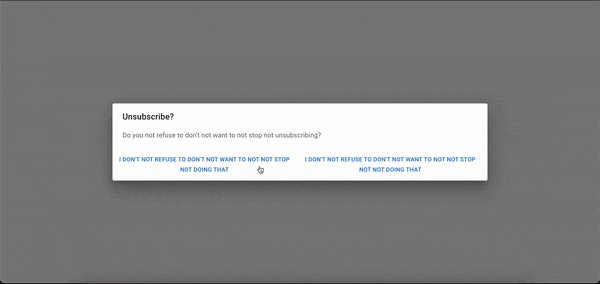 Unsubscribe?
Do you not refuse to don't not want to not stop not unsubscribing?
I DON'T NOT REFUSE TO DON'T NOT WANT TO NOT NOT STOP
NOT DOING THAT
I DON'T NOT REFUSE TO DON'T NOT WANT TO NOT NOT STOP
NOT NOT DOING THAT